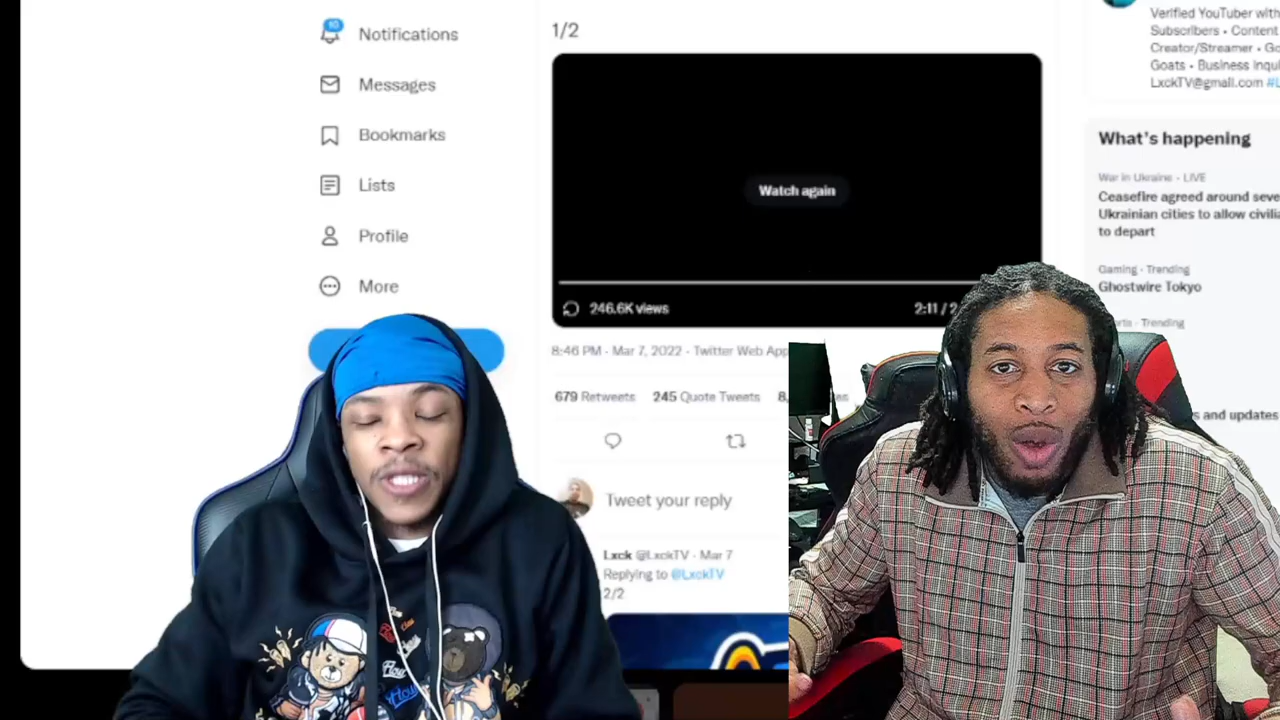 10
Notifications
Messages
Bookmarks
Lists
Profile
More
1/2
Watch again
246.6K views
2:11 / 2
8:46 PM · Mar 7, 2022 · Twitter Web App
679 Retweets 245 Quote Tweets 8,
Tweet your reply
Lxck @LxckTV · Mar 7
Replying to @LxckTV
2/2
Verified YouTuber with
Subscribers • Content
Creator/Streamer • Go
Goats • Business Inqui
LxckTV@gmail.com #L
What's happening
War in Ukraine · LIVE
Ceasefire agreed around seve
Ukrainian cities to allow civilia
to depart
Gaming · Trending
Ghostwire Tokyo
orts · Trending
s and updates